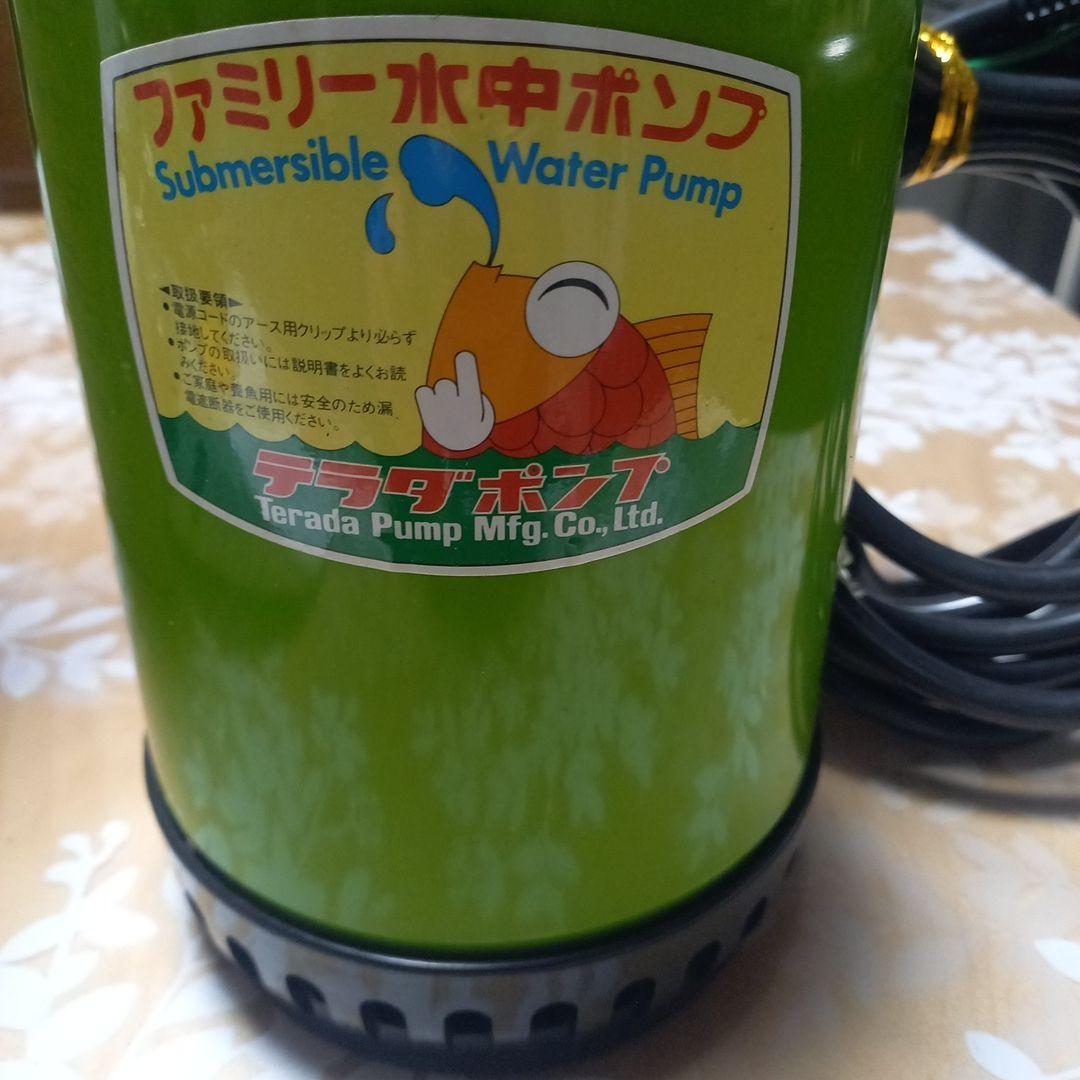 ファミリー水中ポンプ
Submersible Water Pump
◀取扱要領▶
●電源コードのアース用クリップより必らず
接地してください。
●ポンプの取扱いには説明書をよくお読
みください。
●ご家庭や養魚用には安全のため漏
電遮断器をご使用ください。
テラダポンプ
Terada Pump Mfg. Co., Ltd.